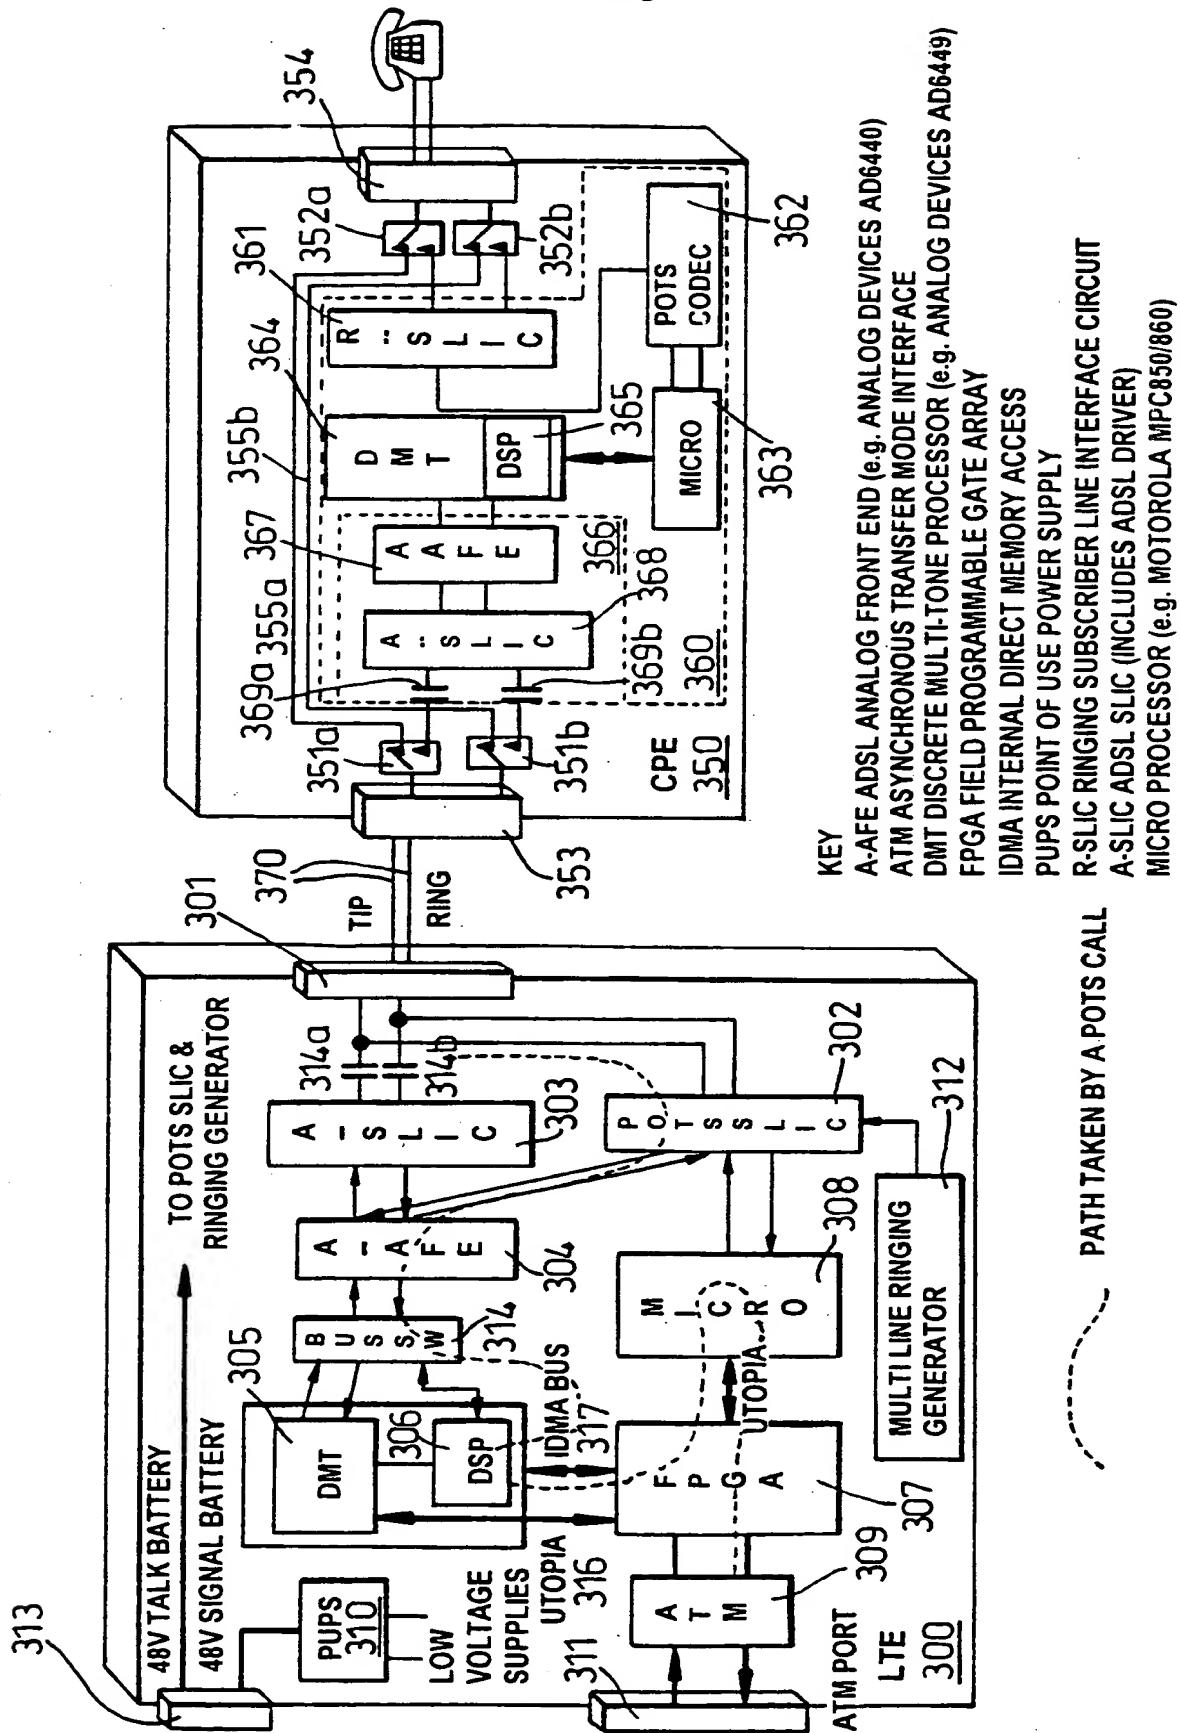 313
48V TALK BATTERY
48V SIGNAL BATTERY
TO POTS SLIC &
RINGING GENERATOR
PUPS
310
LOW
VOLTAGE
SUPPLIES
305
DMT
306
DSP
BUS SW
314
A-AFE
304
A-SLIC
303
314a
314b
301
UTOPIA
316
IDMA BUS
317
UTOPIA
FPGA
307
MICRO
308
POTS SLIC
302
MULTI LINE RINGING
GENERATOR
312
ATM
309
311
ATM PORT
LTE
300
TIP
RING
370
353
351a
351b
369a
369b
355a
355b
A-SLIC
368
A AFE
367
366
DMT
364
DSP
365
R-SLIC
361
352a
352b
354
MICRO
363
POTS
CODEC
362
360
CPE
350
PATH TAKEN BY A POTS CALL
KEY
A-AFE ADSL ANALOG FRONT END (e.g. ANALOG DEVICES AD6440)
ATM ASYNCHRONOUS TRANSFER MODE INTERFACE
DMT DISCRETE MULTI-TONE PROCESSOR (e.g. ANALOG DEVICES AD6449)
FPGA FIELD PROGRAMMABLE GATE ARRAY
IDMA INTERNAL DIRECT MEMORY ACCESS
PUPS POINT OF USE POWER SUPPLY
R-SLIC RINGING SUBSCRIBER LINE INTERFACE CIRCUIT
A-SLIC ADSL SLIC (INCLUDES ADSL DRIVER)
MICRO PROCESSOR (e.g. MOTOROLA MPC850/860)